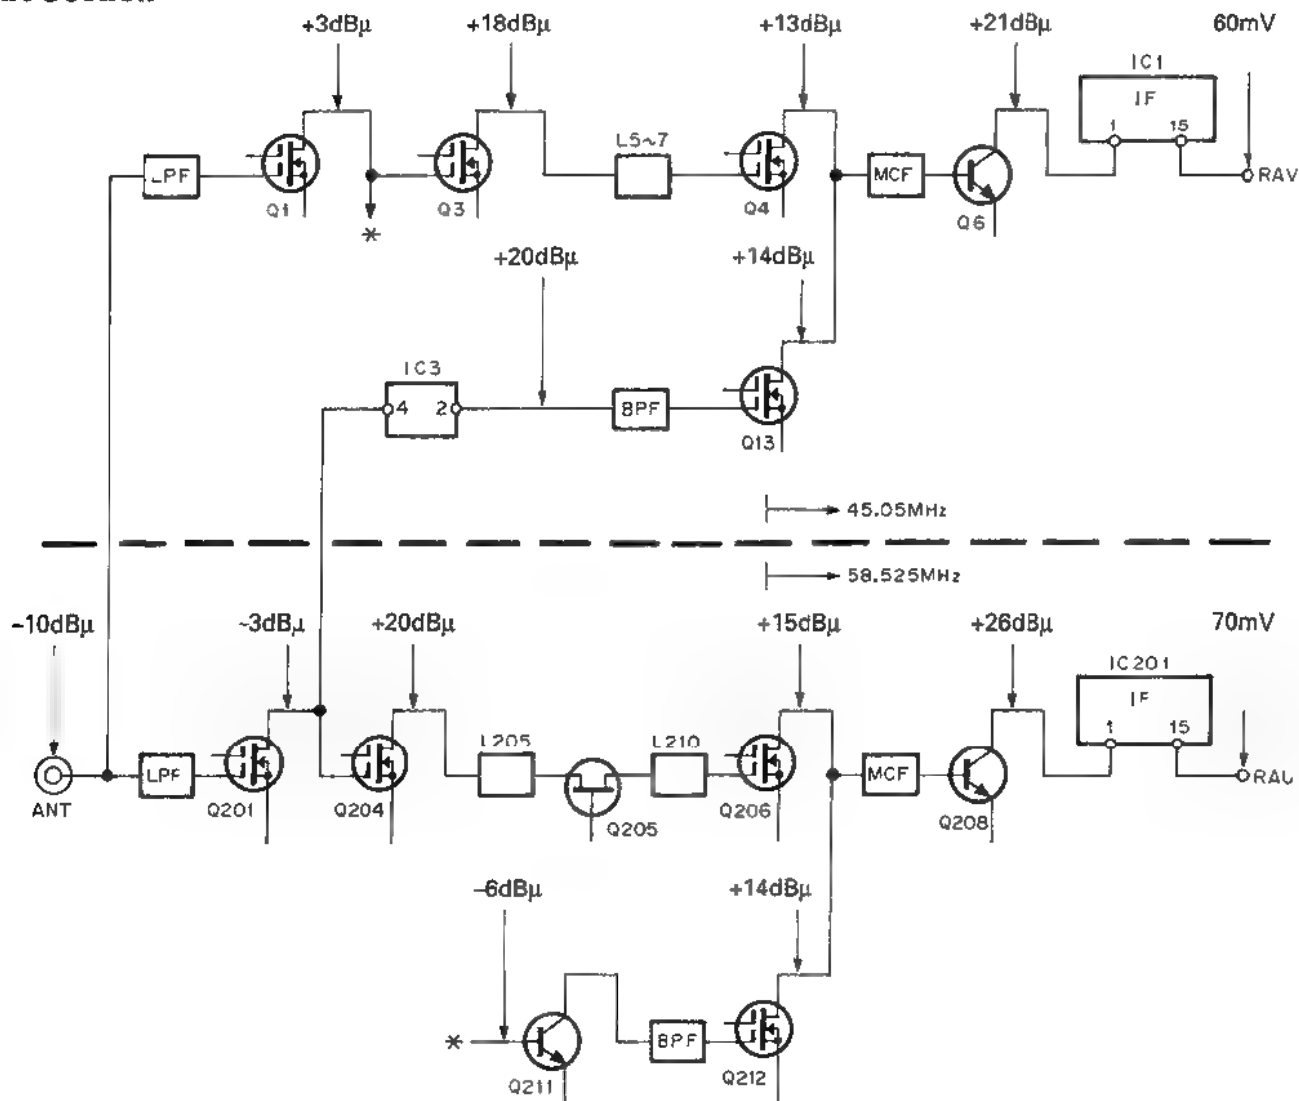 +3dBµ +18dBµ +13dBµ +21dBµ 60mV
IC1
IF
1 15
L5~7
LPF
MCF
RAV
Q1 Q3 Q4 Q6
*
+20dBµ +14dBµ
IC3
4 2
BPF
Q13
45.05MHz
58.525MHz
-10dBµ -3dBµ +20dBµ +15dBµ +26dBµ 70mV
IC201
IF
1 15
L205 L210
LPF
MCF
RAU
ANT
Q201 Q204 Q205 Q206 Q208
-6dBµ +14dBµ
*
BPF
Q211 Q212